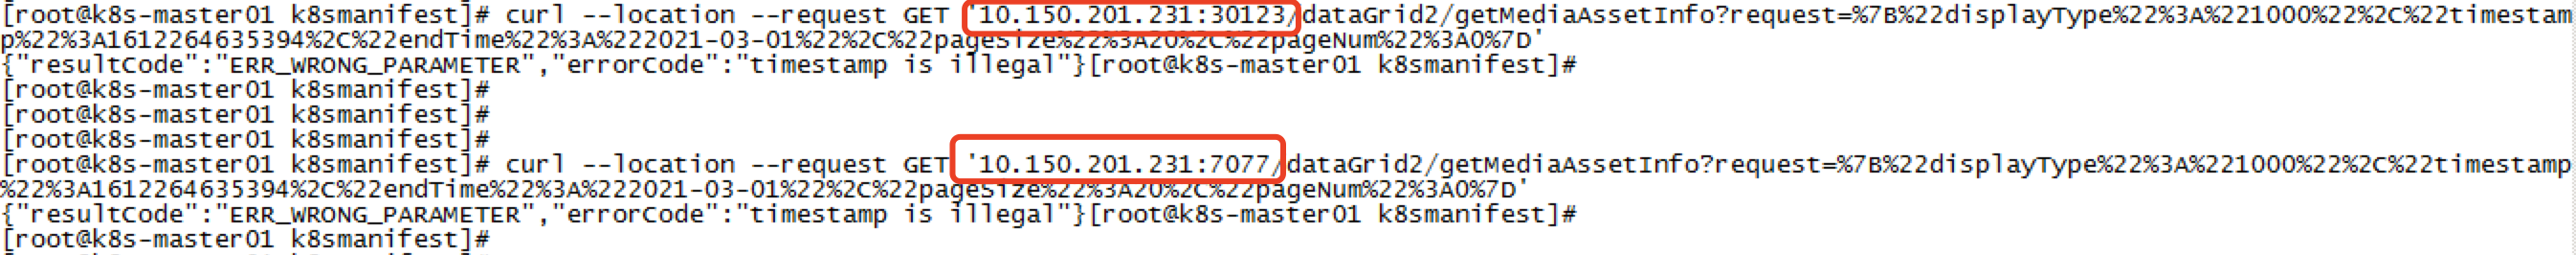 [root@k8s-master01 k8smanifest]# curl --location --request GET '10.150.201.231:30123/dataGrid2/getMediaAssetInfo?request=%7B%22displayType%22%3A%221000%22%2C%22timestam
p%22%3A1612264635394%2C%22endTime%22%3A%222021-03-01%22%2C%22pageSize%22%3A20%2C%22pageNum%22%3A0%7D'
{"resultCode":"ERR_WRONG_PARAMETER","errorCode":"timestamp is illegal"}[root@k8s-master01 k8smanifest]#
[root@k8s-master01 k8smanifest]#
[root@k8s-master01 k8smanifest]#
[root@k8s-master01 k8smanifest]#
[root@k8s-master01 k8smanifest]# curl --location --request GET '10.150.201.231:7077/dataGrid2/getMediaAssetInfo?request=%7B%22displayType%22%3A%221000%22%2C%22timestamp
%22%3A1612264635394%2C%22endTime%22%3A%222021-03-01%22%2C%22pageSize%22%3A20%2C%22pageNum%22%3A0%7D'
{"resultCode":"ERR_WRONG_PARAMETER","errorCode":"timestamp is illegal"}[root@k8s-master01 k8smanifest]#
[root@k8s-master01 k8smanifest]#